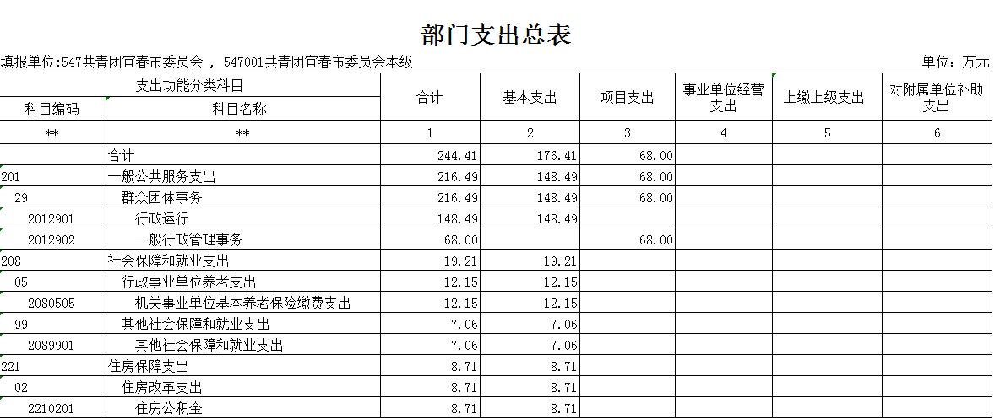 部门支出总表
填报单位:547共青团宜春市委员会 , 547001共青团宜春市委员会本级 单位：万元
支出功能分类科目 合计 基本支出 项目支出 事业单位经营支出 上缴上级支出 对附属单位补助支出
科目编码 科目名称
** ** 1 2 3 4 5 6
合计 244.41 176.41 68.00
201 一般公共服务支出 216.49 148.49 68.00
29 群众团体事务 216.49 148.49 68.00
2012901 行政运行 148.49 148.49
2012902 一般行政管理事务 68.00 68.00
208 社会保障和就业支出 19.21 19.21
05 行政事业单位养老支出 12.15 12.15
2080505 机关事业单位基本养老保险缴费支出 12.15 12.15
99 其他社会保障和就业支出 7.06 7.06
2089901 其他社会保障和就业支出 7.06 7.06
221 住房保障支出 8.71 8.71
02 住房改革支出 8.71 8.71
2210201 住房公积金 8.71 8.71